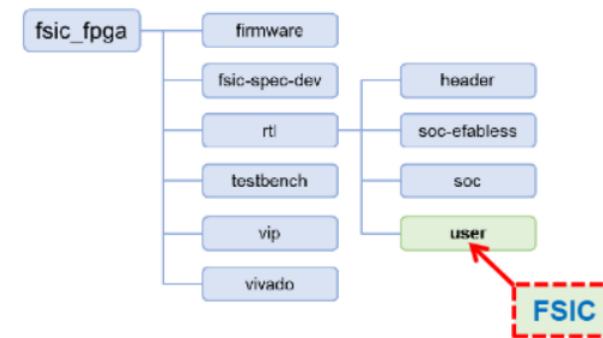 fsic_fpga
firmware
fsic-spec-dev
header
rtl
soc-efabless
testbench
soc
vip
user
vivado
FSIC